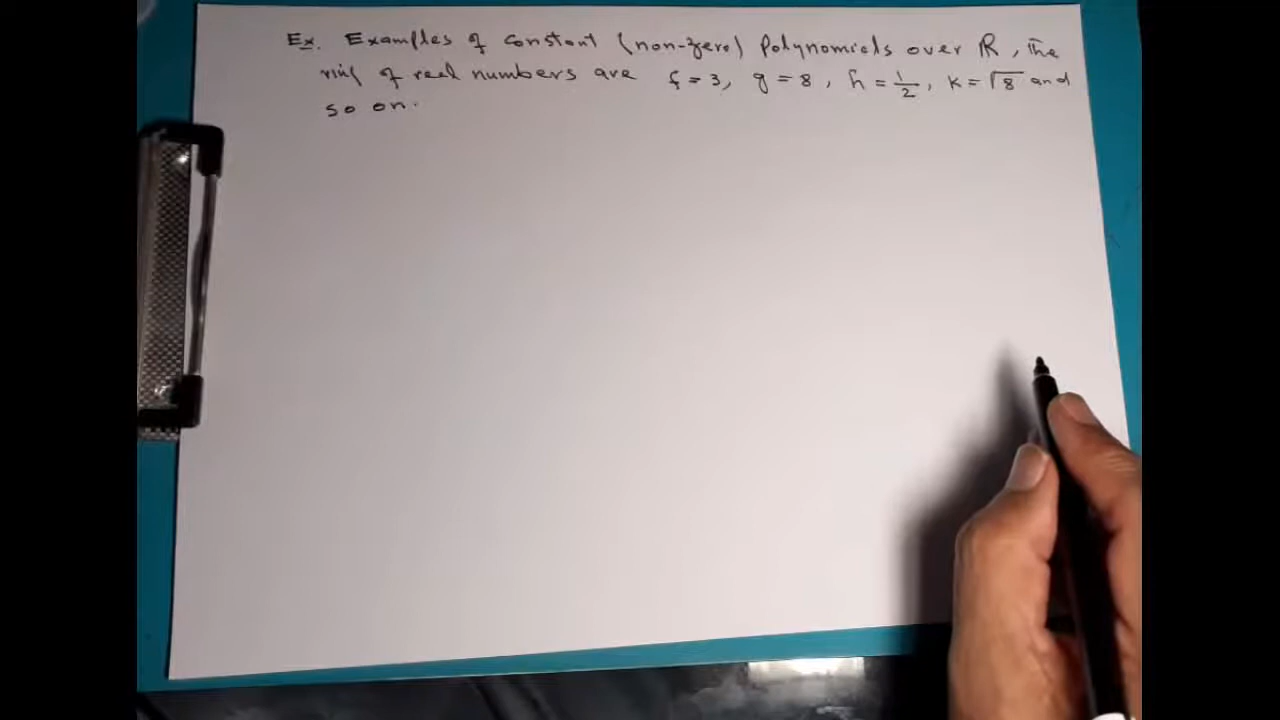 Ex. Examples of constant (non-zero) Polynomials over ℝ, the
ring of real numbers are f = 3, g = 8, h = 1/2, k = √8 and
so on.